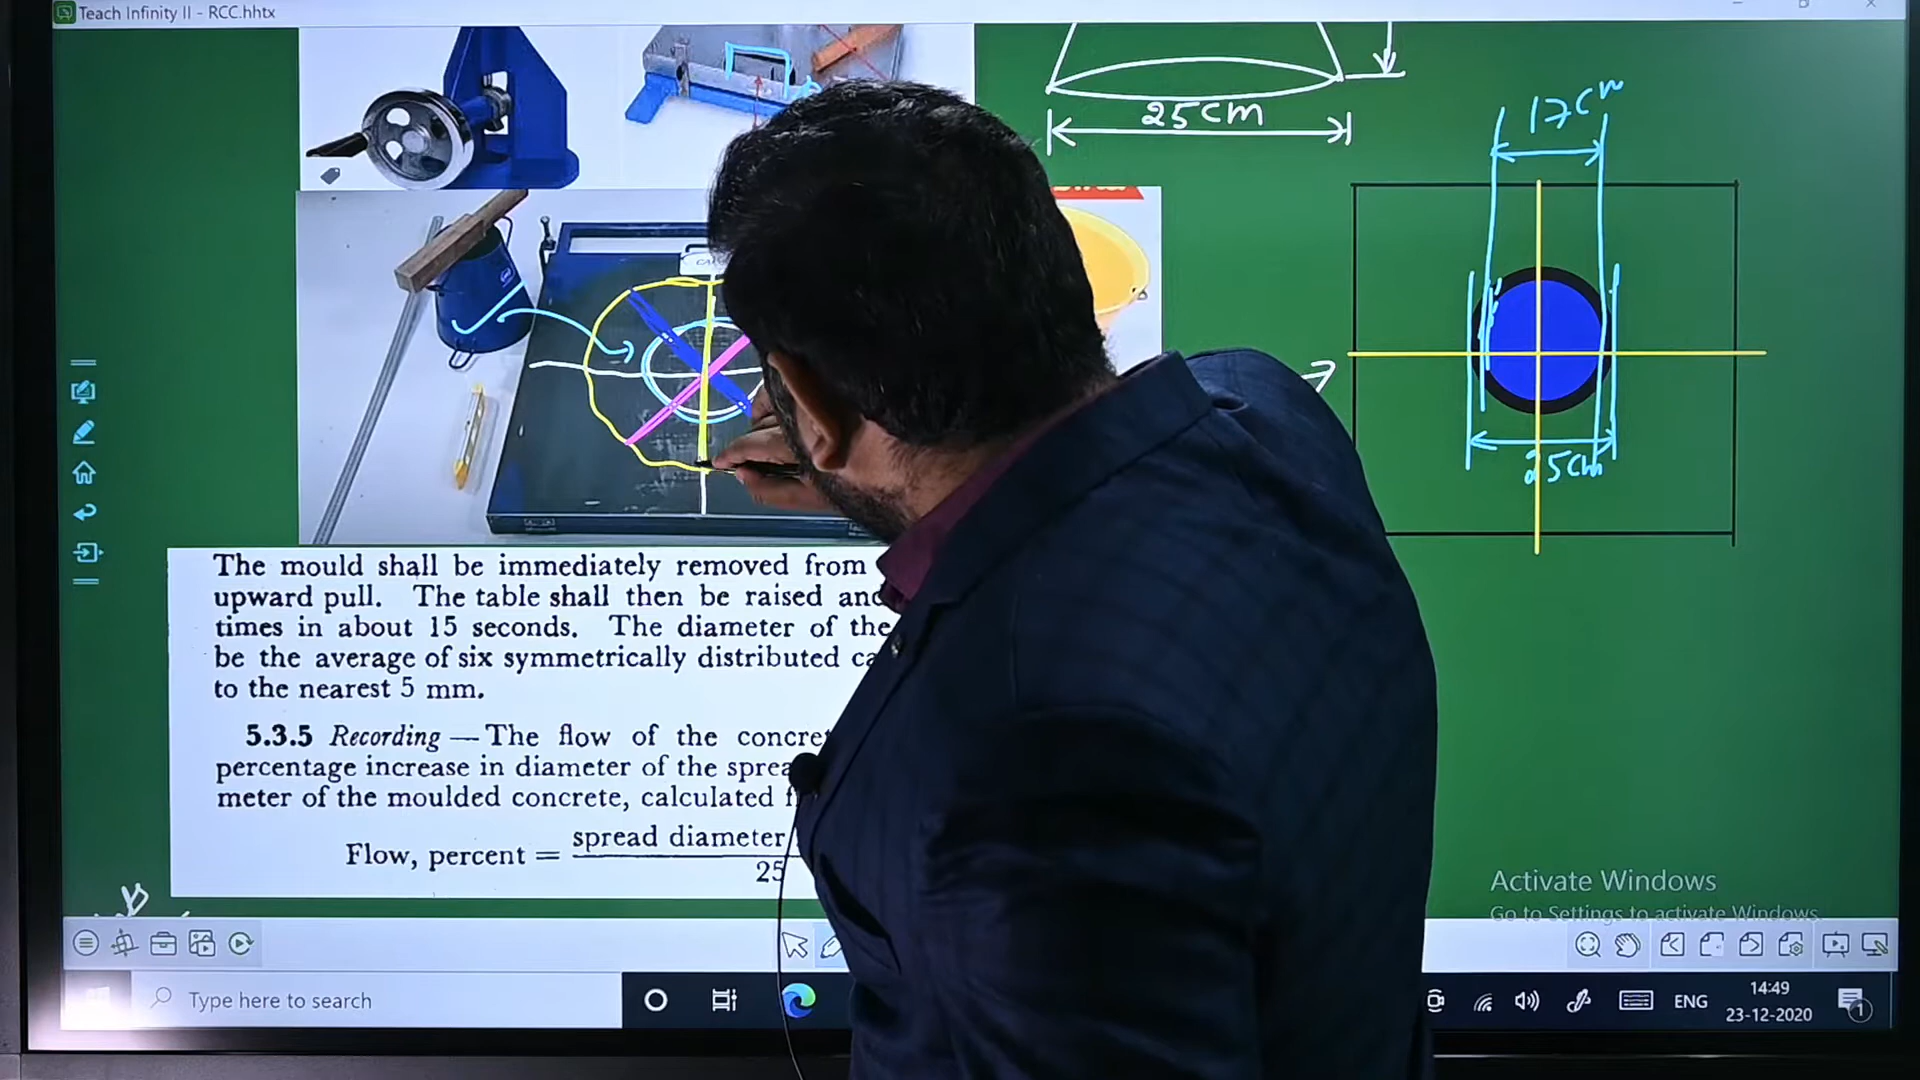 Teach Infinity II - RCC.hhtx
25cm
17cm
25cm
The mould shall be immediately removed from
upward pull. The table shall then be raised and
times in about 15 seconds. The diameter of the
be the average of six symmetrically distributed ca
to the nearest 5 mm.
5.3.5 Recording — The flow of the concre
percentage increase in diameter of the sprea
meter of the moulded concrete, calculated f
Flow, percent = spread diameter
25
Activate Windows
Go to Settings to activate Windows.
Type here to search
ENG
14:49
23-12-2020
1